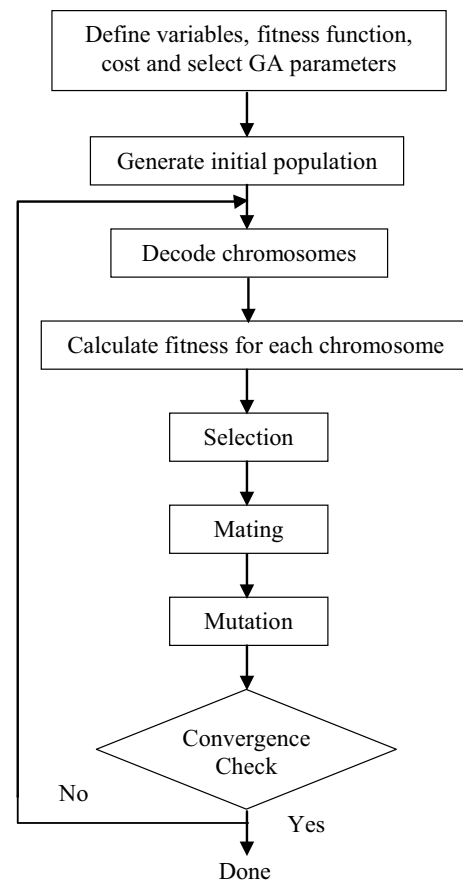 Define variables, fitness function,
cost and select GA parameters
Generate initial population
Decode chromosomes
Calculate fitness for each chromosome
Selection
Mating
Mutation
Convergence
Check
No
Yes
Done